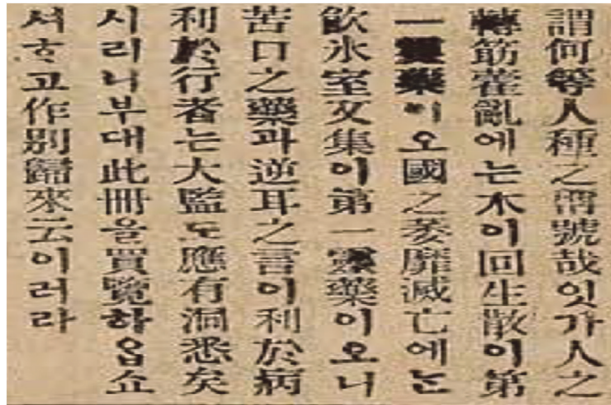 謂何等人種之謂號哉잇가人之
轉筋藿亂에는木이回生散이第
一靈藥이오國之委靡滅亡에는
飮氷室文集이第一靈藥이오니
苦口之藥과逆耳之言이利於病
利於行者는大監도應有洞悉矣
시리니부대此冊을買覽하옵쇼
셔ᄒᆞ고作別歸來云이러라